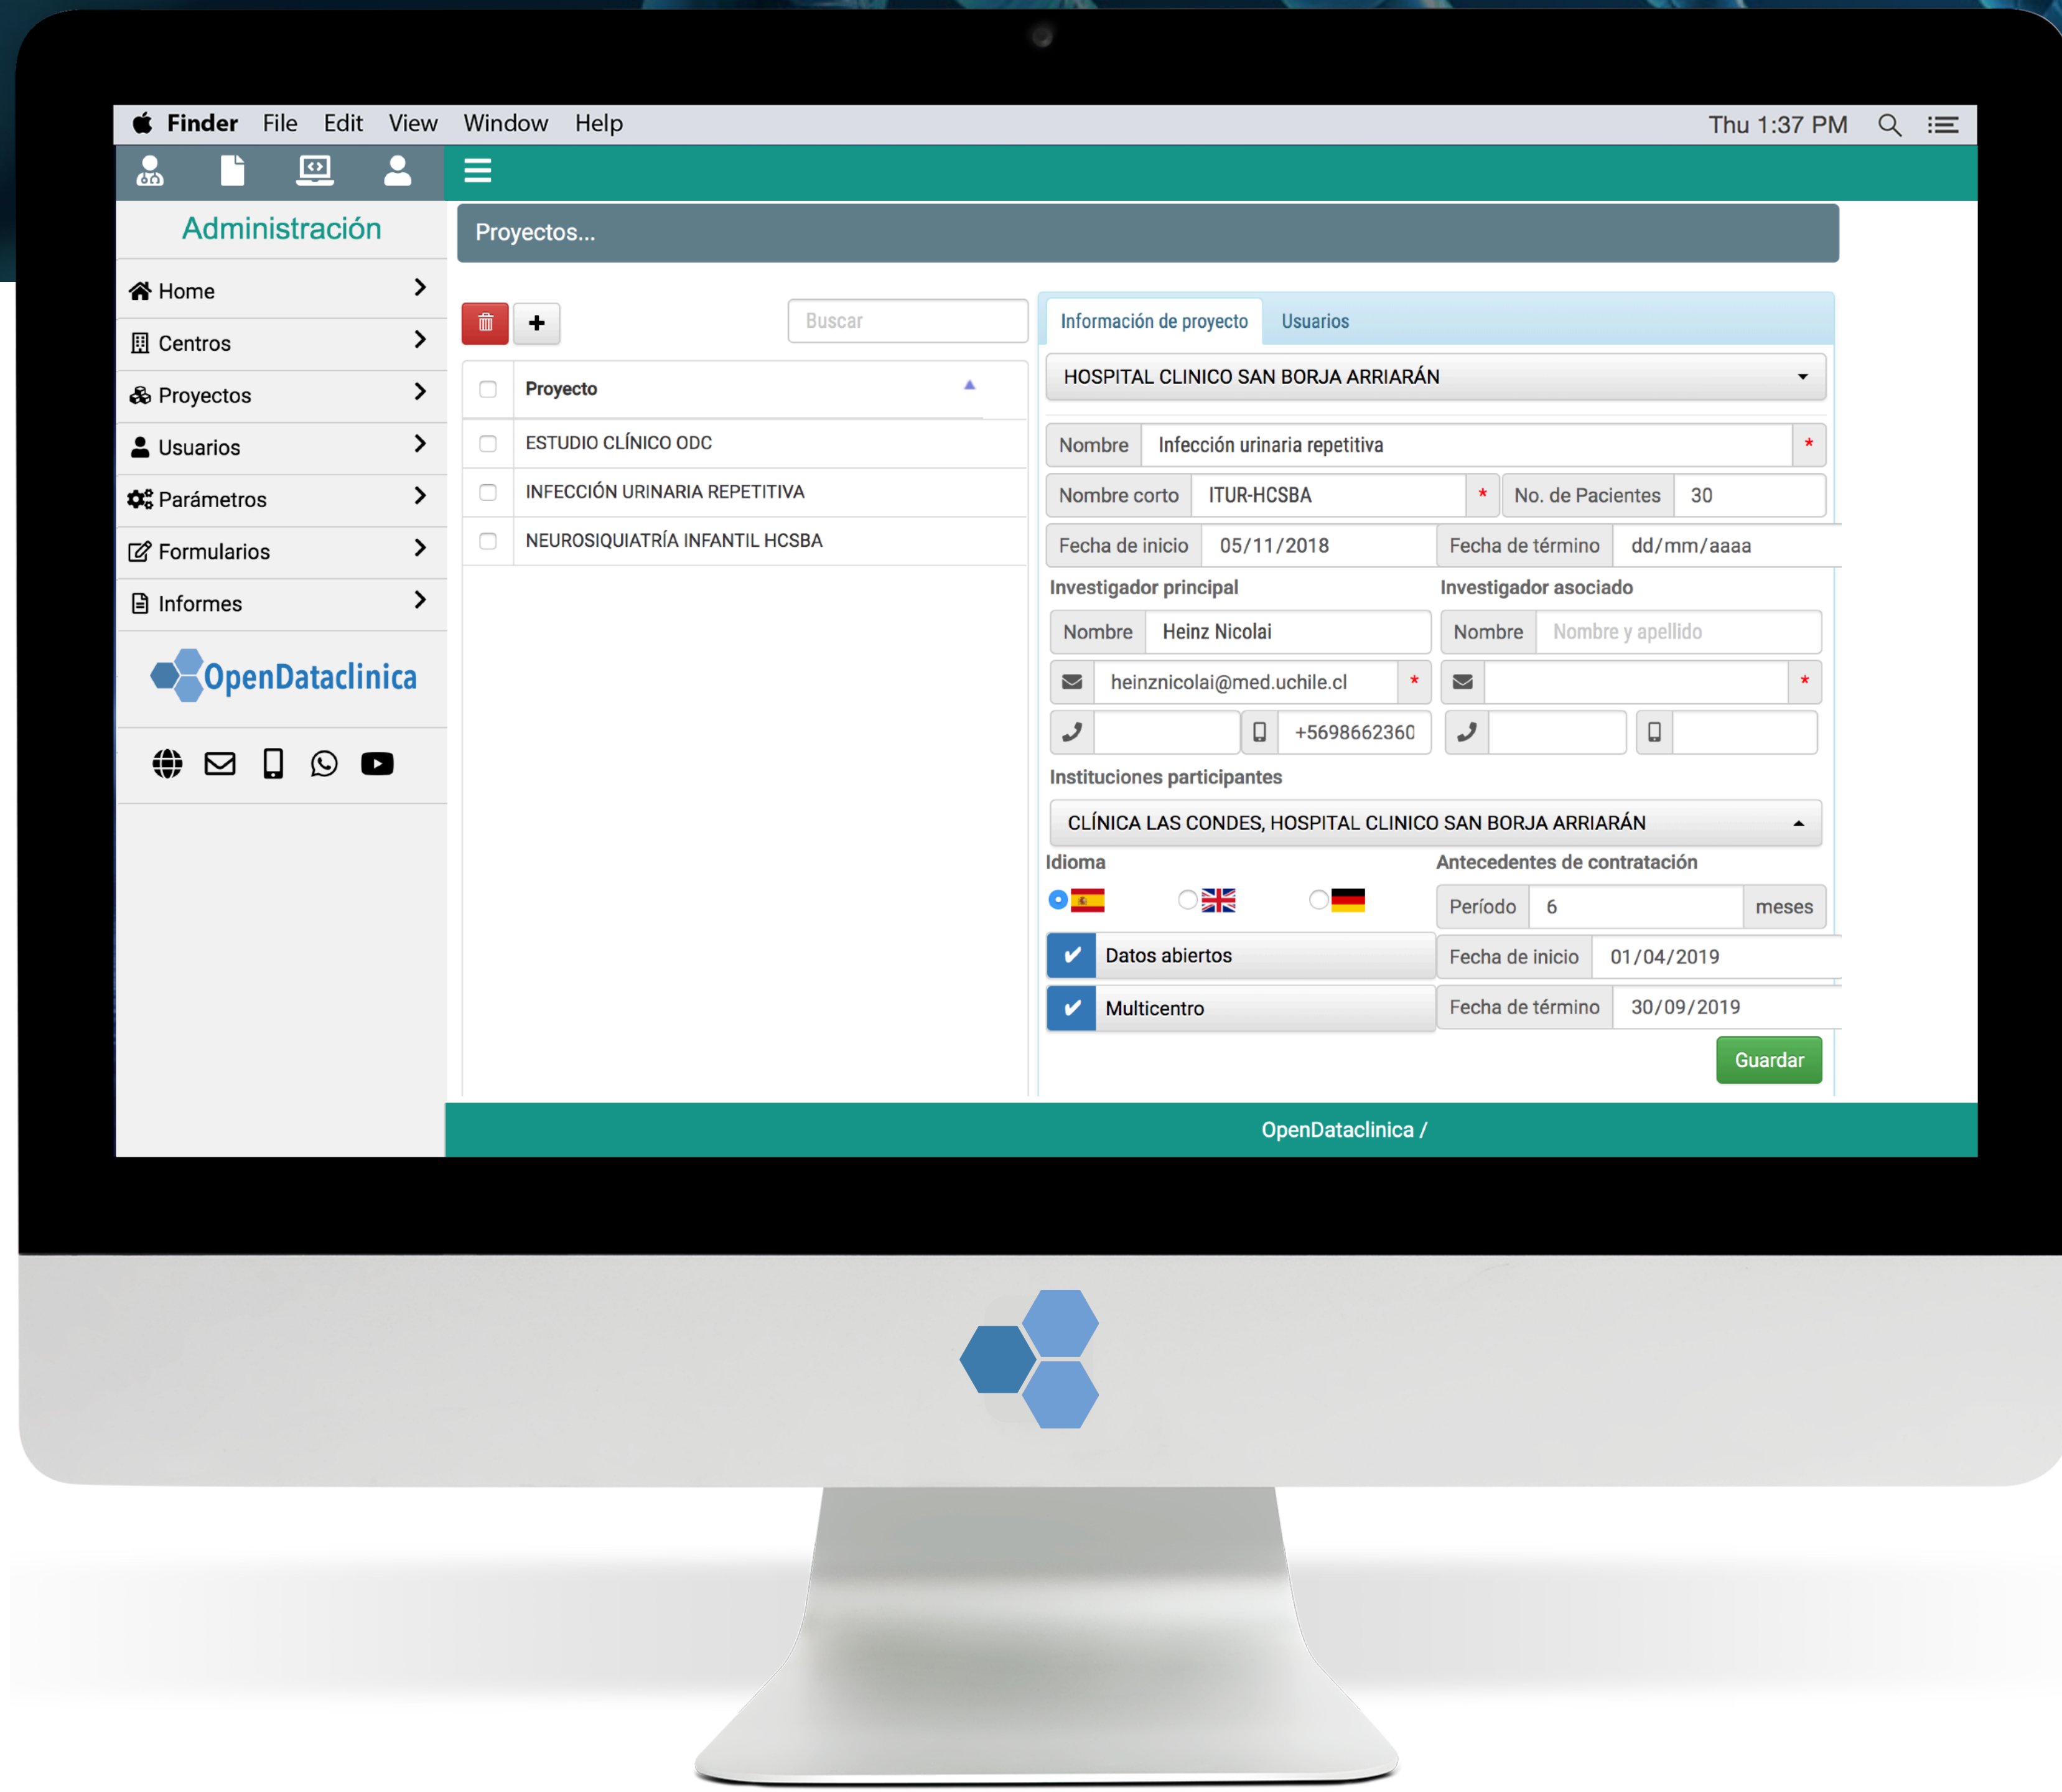 Finder File Edit View Window Help Thu 1:37 PM
Administración
Proyectos...
Home
Centros
Proyectos
Usuarios
Parámetros
Formularios
Informes
OpenDataclinica
Buscar
Proyecto
ESTUDIO CLÍNICO ODC
INFECCIÓN URINARIA REPETITIVA
NEUROSIQUIATRÍA INFANTIL HCSBA
Información de proyecto Usuarios
HOSPITAL CLINICO SAN BORJA ARRIARÁN
Nombre Infección urinaria repetitiva *
Nombre corto ITUR-HCSBA * No. de Pacientes 30
Fecha de inicio 05/11/2018 Fecha de término dd/mm/aaaa
Investigador principal Investigador asociado
Nombre Heinz Nicolai Nombre Nombre y apellido
heinznicolai@med.uchile.cl * *
+5698662360
Instituciones participantes
CLÍNICA LAS CONDES, HOSPITAL CLINICO SAN BORJA ARRIARÁN
Idioma Antecedentes de contratación
Período 6 meses
Datos abiertos Fecha de inicio 01/04/2019
Multicentro Fecha de término 30/09/2019
Guardar
OpenDataclinica /